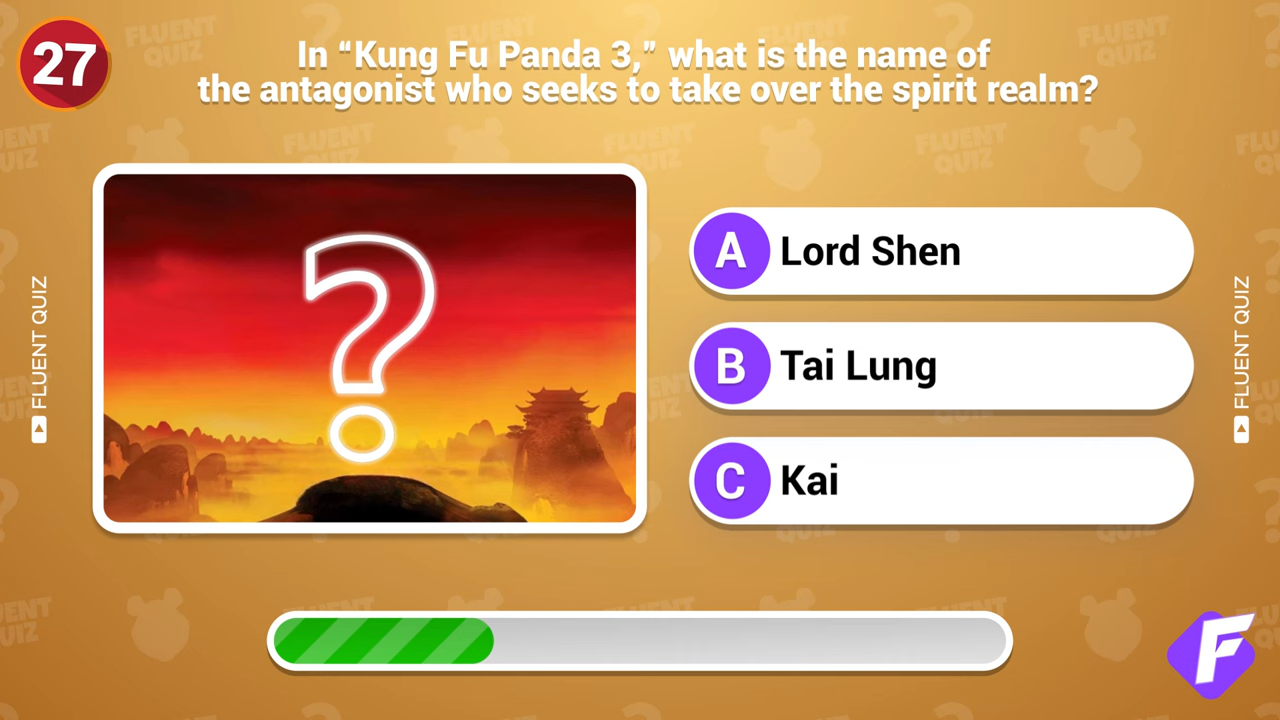 27
In “Kung Fu Panda 3,” what is the name of
the antagonist who seeks to take over the spirit realm?
FLUENT QUIZ
?
A Lord Shen
B Tai Lung
C Kai
FLUENT QUIZ
F